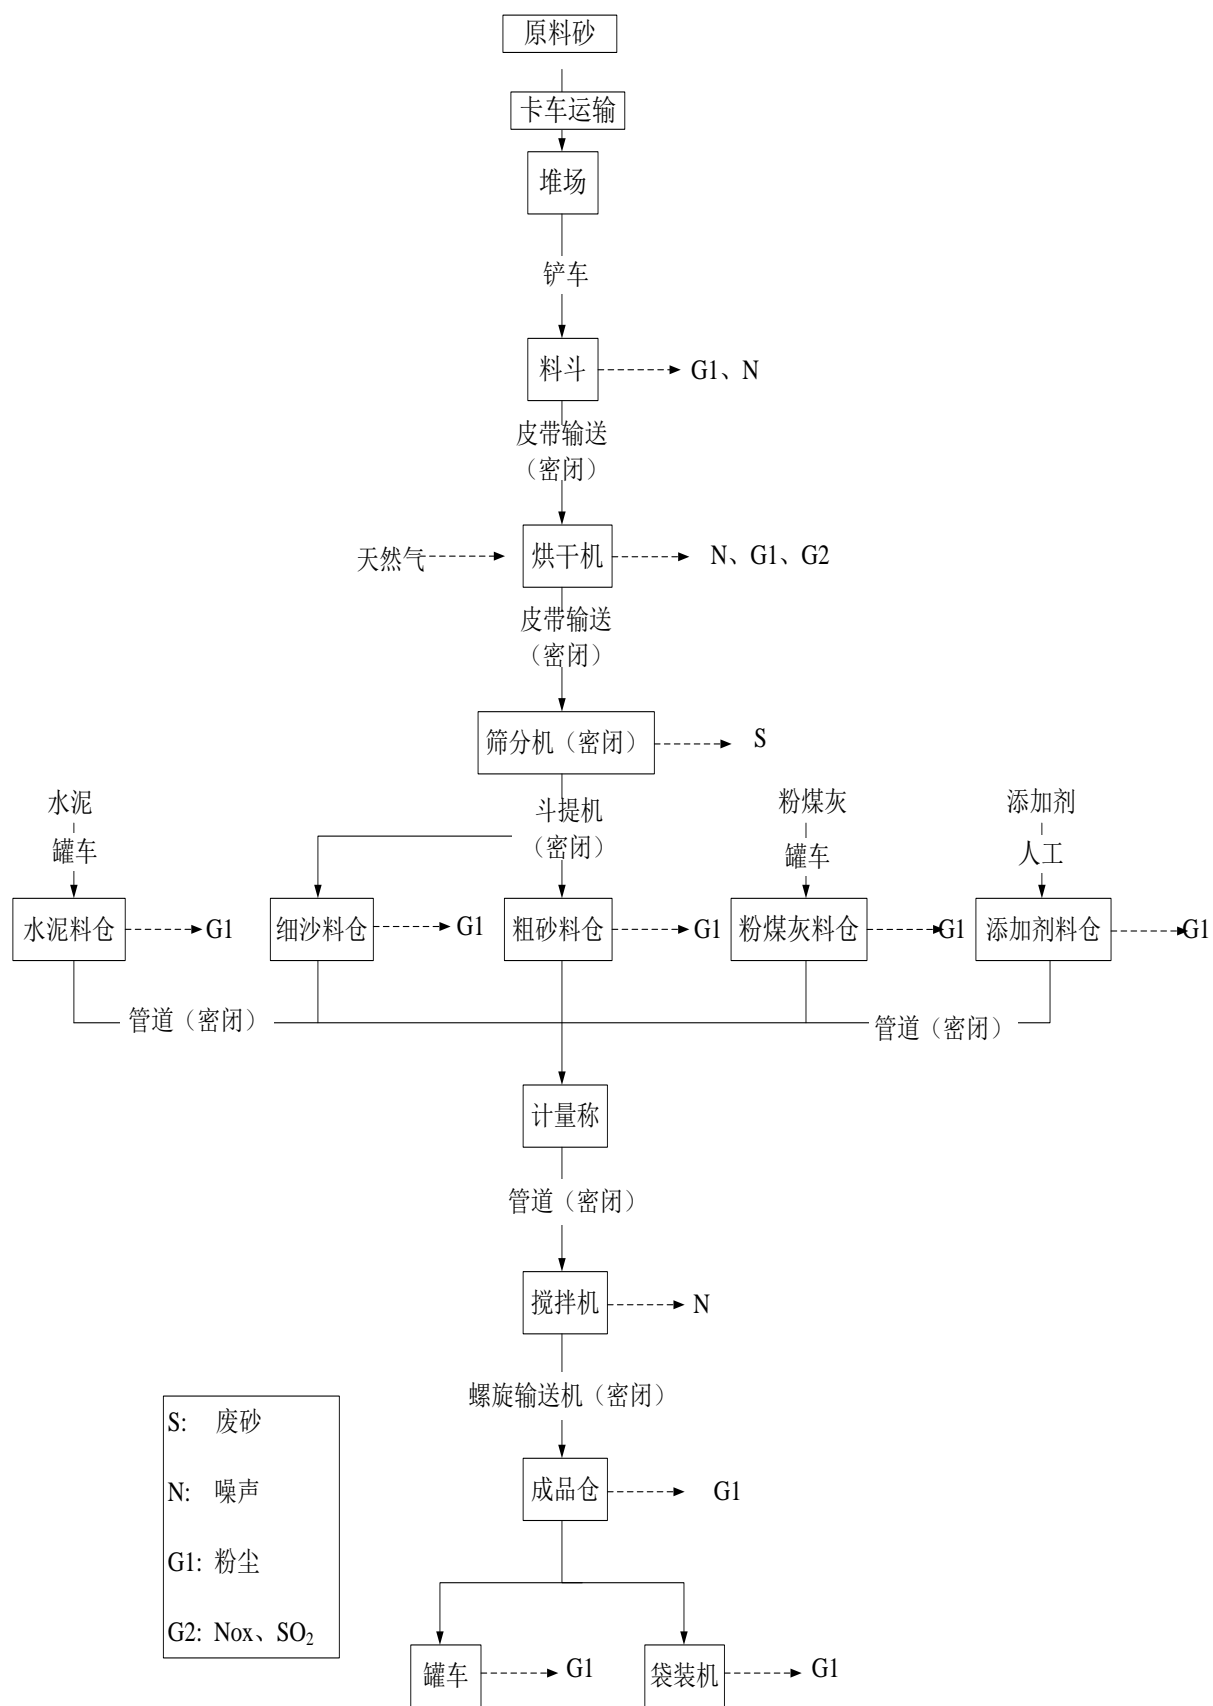 原料砂
卡车运输
堆场
铲车
料斗
G1、N
皮带输送
（密闭）
天然气
烘干机
N、G1、G2
皮带输送
（密闭）
筛分机（密闭）
S
水泥
罐车
斗提机
（密闭）
粉煤灰
罐车
添加剂
人工
水泥料仓
G1
细沙料仓
G1
粗砂料仓
G1
粉煤灰料仓
G1
添加剂料仓
G1
管道（密闭）
管道（密闭）
计量称
管道（密闭）
搅拌机
N
螺旋输送机（密闭）
成品仓
G1
S: 废砂
N: 噪声
G1: 粉尘
G2: Nox、SO₂
罐车
G1
袋装机
G1